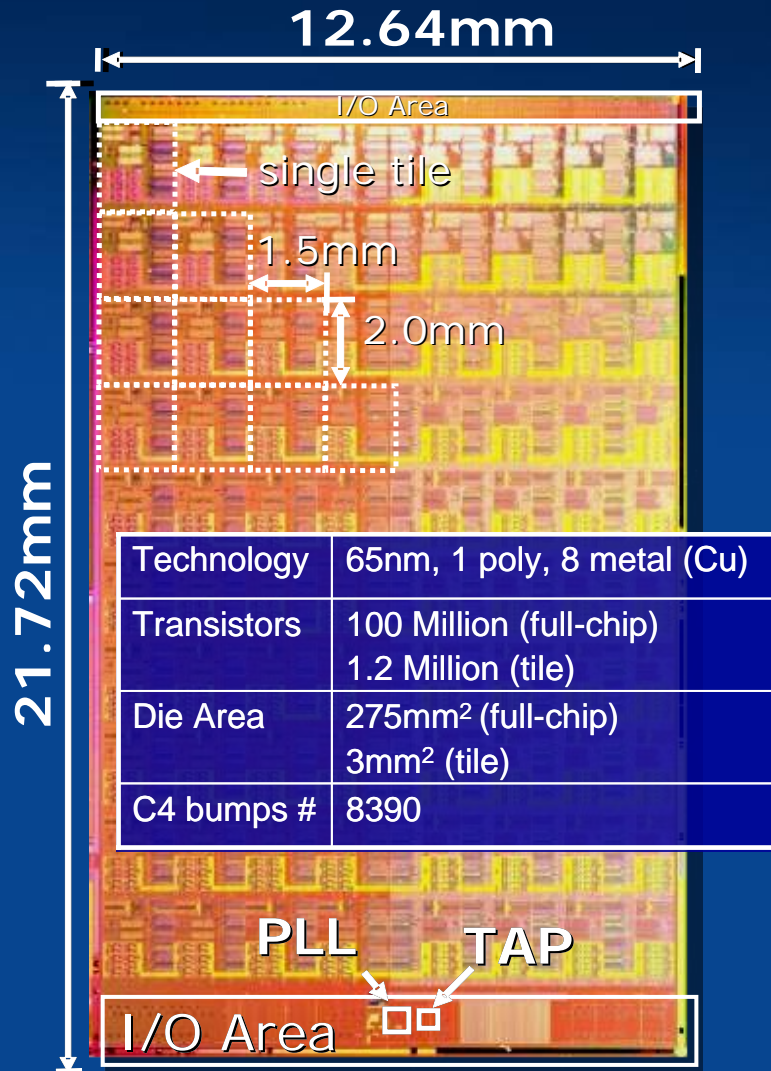 12.64mm
I/O Area
single tile
1.5mm
2.0mm
21.72mm
Technology 65nm, 1 poly, 8 metal (Cu)
Transistors 100 Million (full-chip)
1.2 Million (tile)
Die Area 275mm² (full-chip)
3mm² (tile)
C4 bumps # 8390
PLL TAP
I/O Area